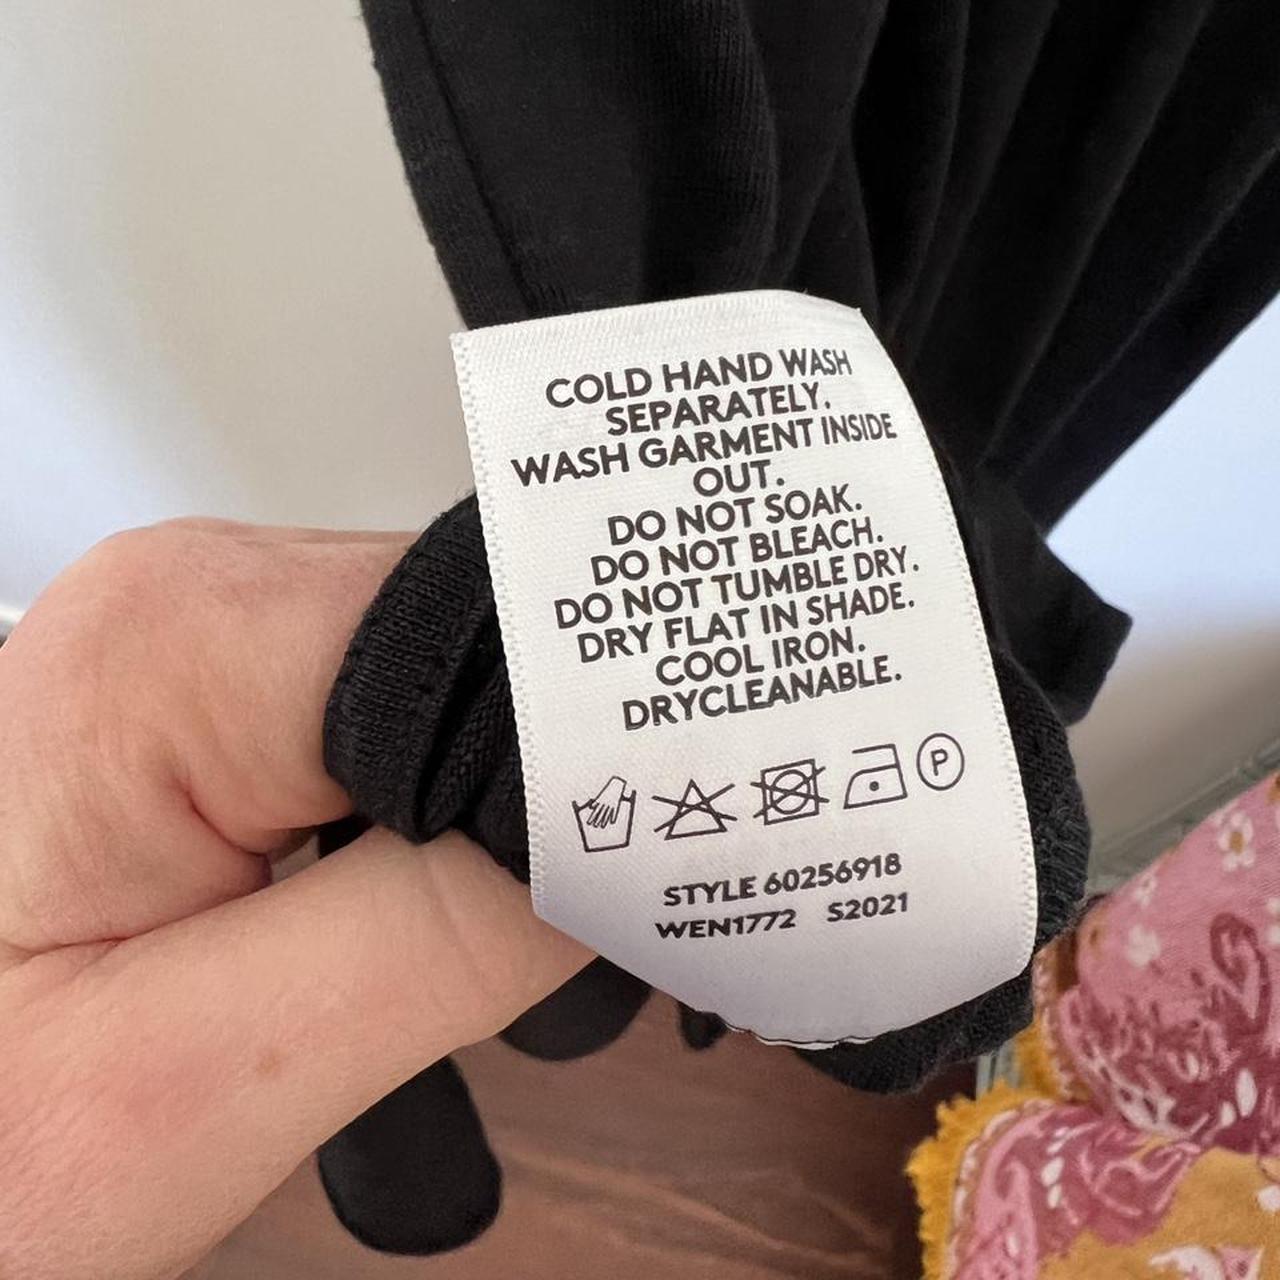 COLD HAND WASH
SEPARATELY.
WASH GARMENT INSIDE
OUT.
DO NOT SOAK.
DO NOT BLEACH.
DO NOT TUMBLE DRY.
DRY FLAT IN SHADE.
COOL IRON.
DRYCLEANABLE.
P
STYLE 60256918
WEN1772 S2021